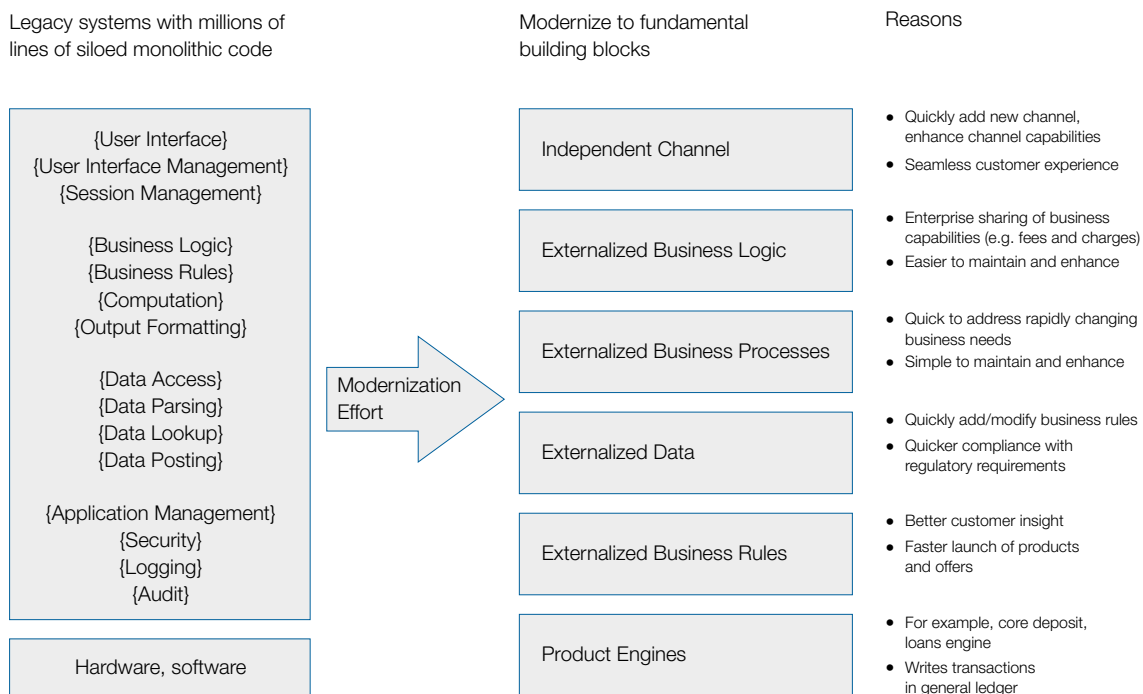 Legacy systems with millions of
lines of siloed monolithic code
{User Interface}
{User Interface Management}
{Session Management}
{Business Logic}
{Business Rules}
{Computation}
{Output Formatting}
{Data Access}
{Data Parsing}
{Data Lookup}
{Data Posting}
{Application Management}
{Security}
{Logging}
{Audit}
Hardware, software
Modernization
Effort
Modernize to fundamental
building blocks
Independent Channel
Externalized Business Logic
Externalized Business Processes
Externalized Data
Externalized Business Rules
Product Engines
Reasons
• Quickly add new channel,
enhance channel capabilities
• Seamless customer experience
• Enterprise sharing of business
capabilities (e.g. fees and charges)
• Easier to maintain and enhance
• Quick to address rapidly changing
business needs
• Simple to maintain and enhance
• Quickly add/modify business rules
• Quicker compliance with
regulatory requirements
• Better customer insight
• Faster launch of products
and offers
• For example, core deposit,
loans engine
• Writes transactions
in general ledger